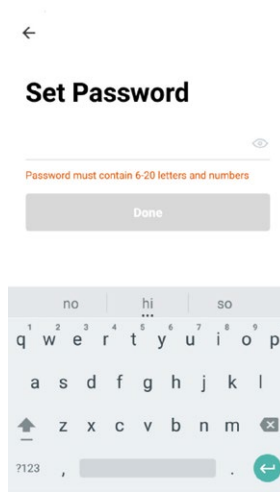 ←
Set Password
Password must contain 6-20 letters and numbers
Done
no hi so
1 2 3 4 5 6 7 8 9
q w e r t y u i o p
a s d f g h j k l
z x c v b n m
?123 , .